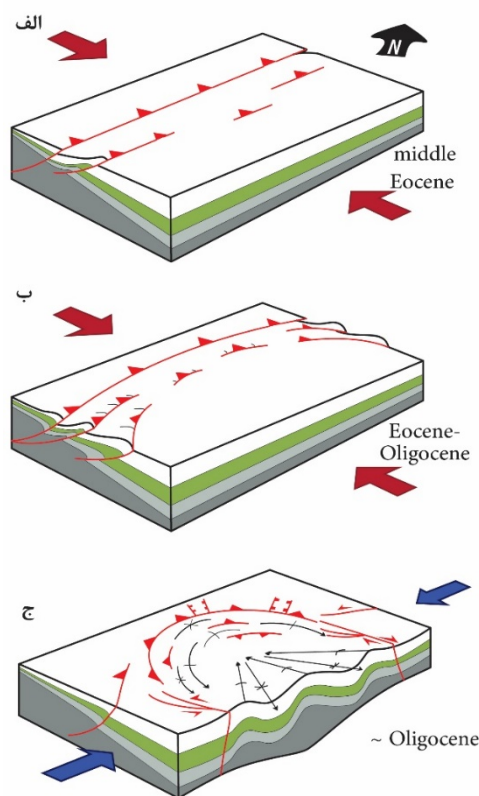 الف
N
middle
Eocene
ب
Eocene-
Oligocene
ج
~ Oligocene